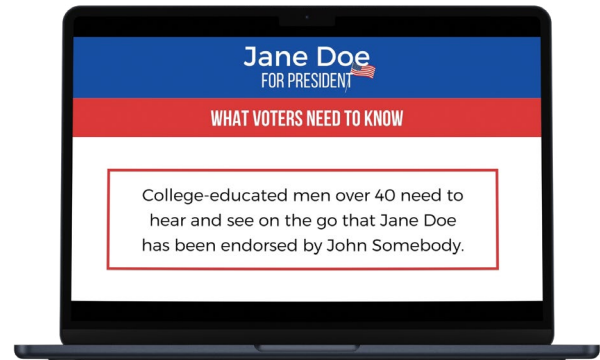 Jane Doe
FOR PRESIDENT
WHAT VOTERS NEED TO KNOW
College-educated men over 40 need to
hear and see on the go that Jane Doe
has been endorsed by John Somebody.